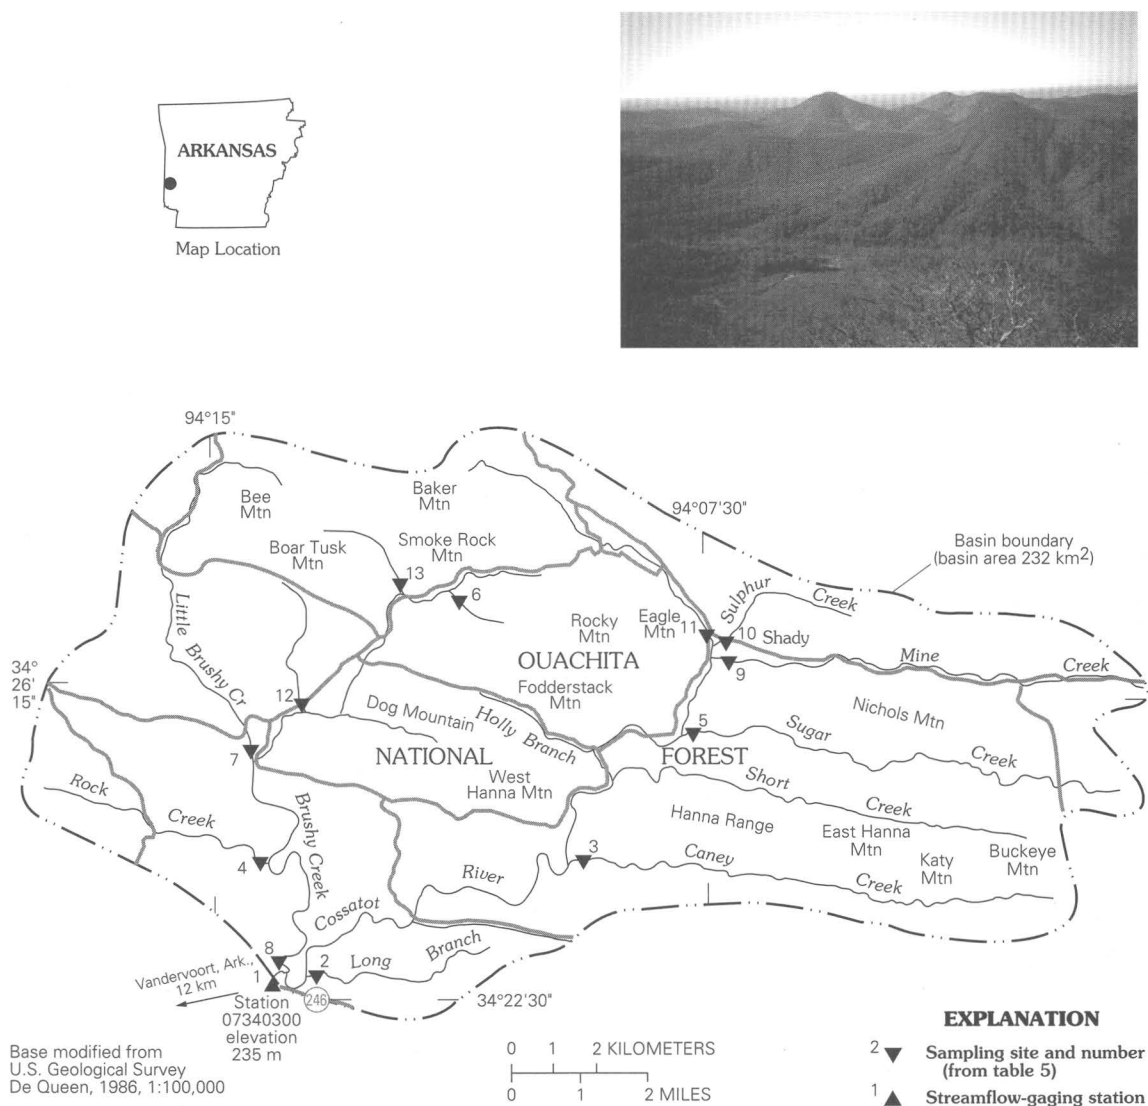 ARKANSAS
Map Location
94°15"
94°07'30"
Basin boundary
(basin area 232 km2)
Bee
Mtn
Baker
Mtn
Boar Tusk
Mtn
Smoke Rock
Mtn
13
6
Little Brushy Cr
Rocky
Mtn
Eagle
Mtn
11
10
Sulphur Creek
Shady
Mine Creek
9
OUACHITA
Fodderstack
Mtn
34°
26'
15"
12
Dog Mountain
Holly Branch
5
Nichols Mtn
Sugar Creek
7
NATIONAL
FOREST
West
Hanna Mtn
Short Creek
Rock Creek
Brushy Creek
Hanna Range
East Hanna
Mtn
Katy
Mtn
Buckeye
Mtn
4
3
River
Caney Creek
Cossatot
8
1
2
Long Branch
Vandervoort, Ark.,
12 km
Station
07340300
elevation
235 m
246
34°22'30"
Base modified from
U.S. Geological Survey
De Queen, 1986, 1:100,000
0 1 2 KILOMETERS
0 1 2 MILES
EXPLANATION
2 Sampling site and number
(from table 5)
1 Streamflow-gaging station